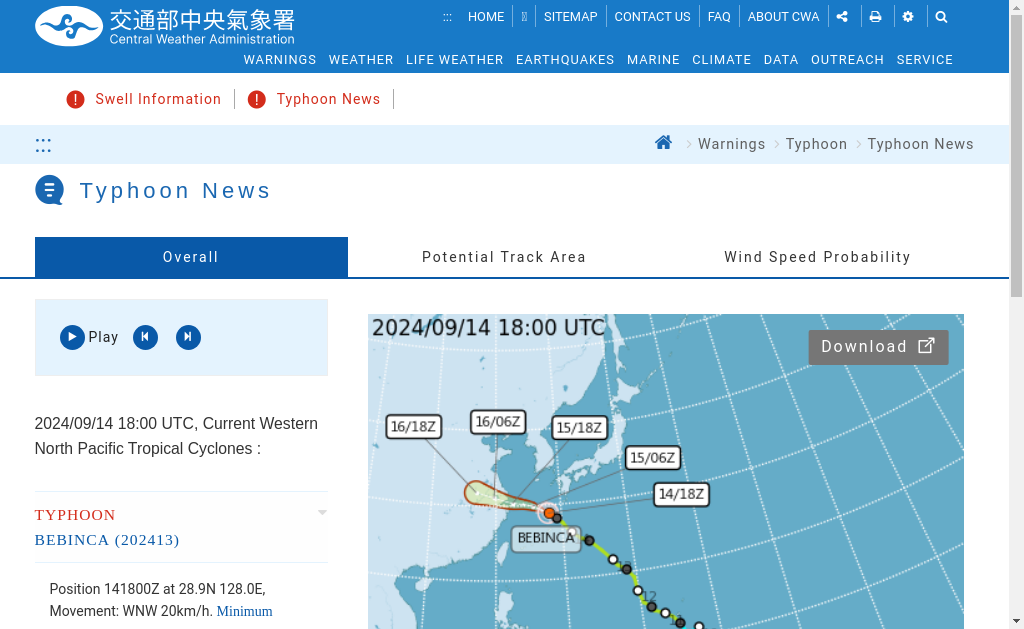 交通部中央氣象署
Central Weather Administration
:::
HOME
SITEMAP
CONTACT US
FAQ
ABOUT CWA
WARNINGS
WEATHER
LIFE WEATHER
EARTHQUAKES
MARINE
CLIMATE
DATA
OUTREACH
SERVICE
Swell Information
Typhoon News
:::
Warnings
Typhoon
Typhoon News
Typhoon News
Overall
Potential Track Area
Wind Speed Probability
Play
2024/09/14 18:00 UTC
Download
2024/09/14 18:00 UTC, Current Western
North Pacific Tropical Cyclones :
TYPHOON
BEBINCA (202413)
Position 141800Z at 28.9N 128.0E,
Movement: WNW 20km/h. Minimum
16/18Z
16/06Z
15/18Z
15/06Z
14/18Z
BEBINCA
12